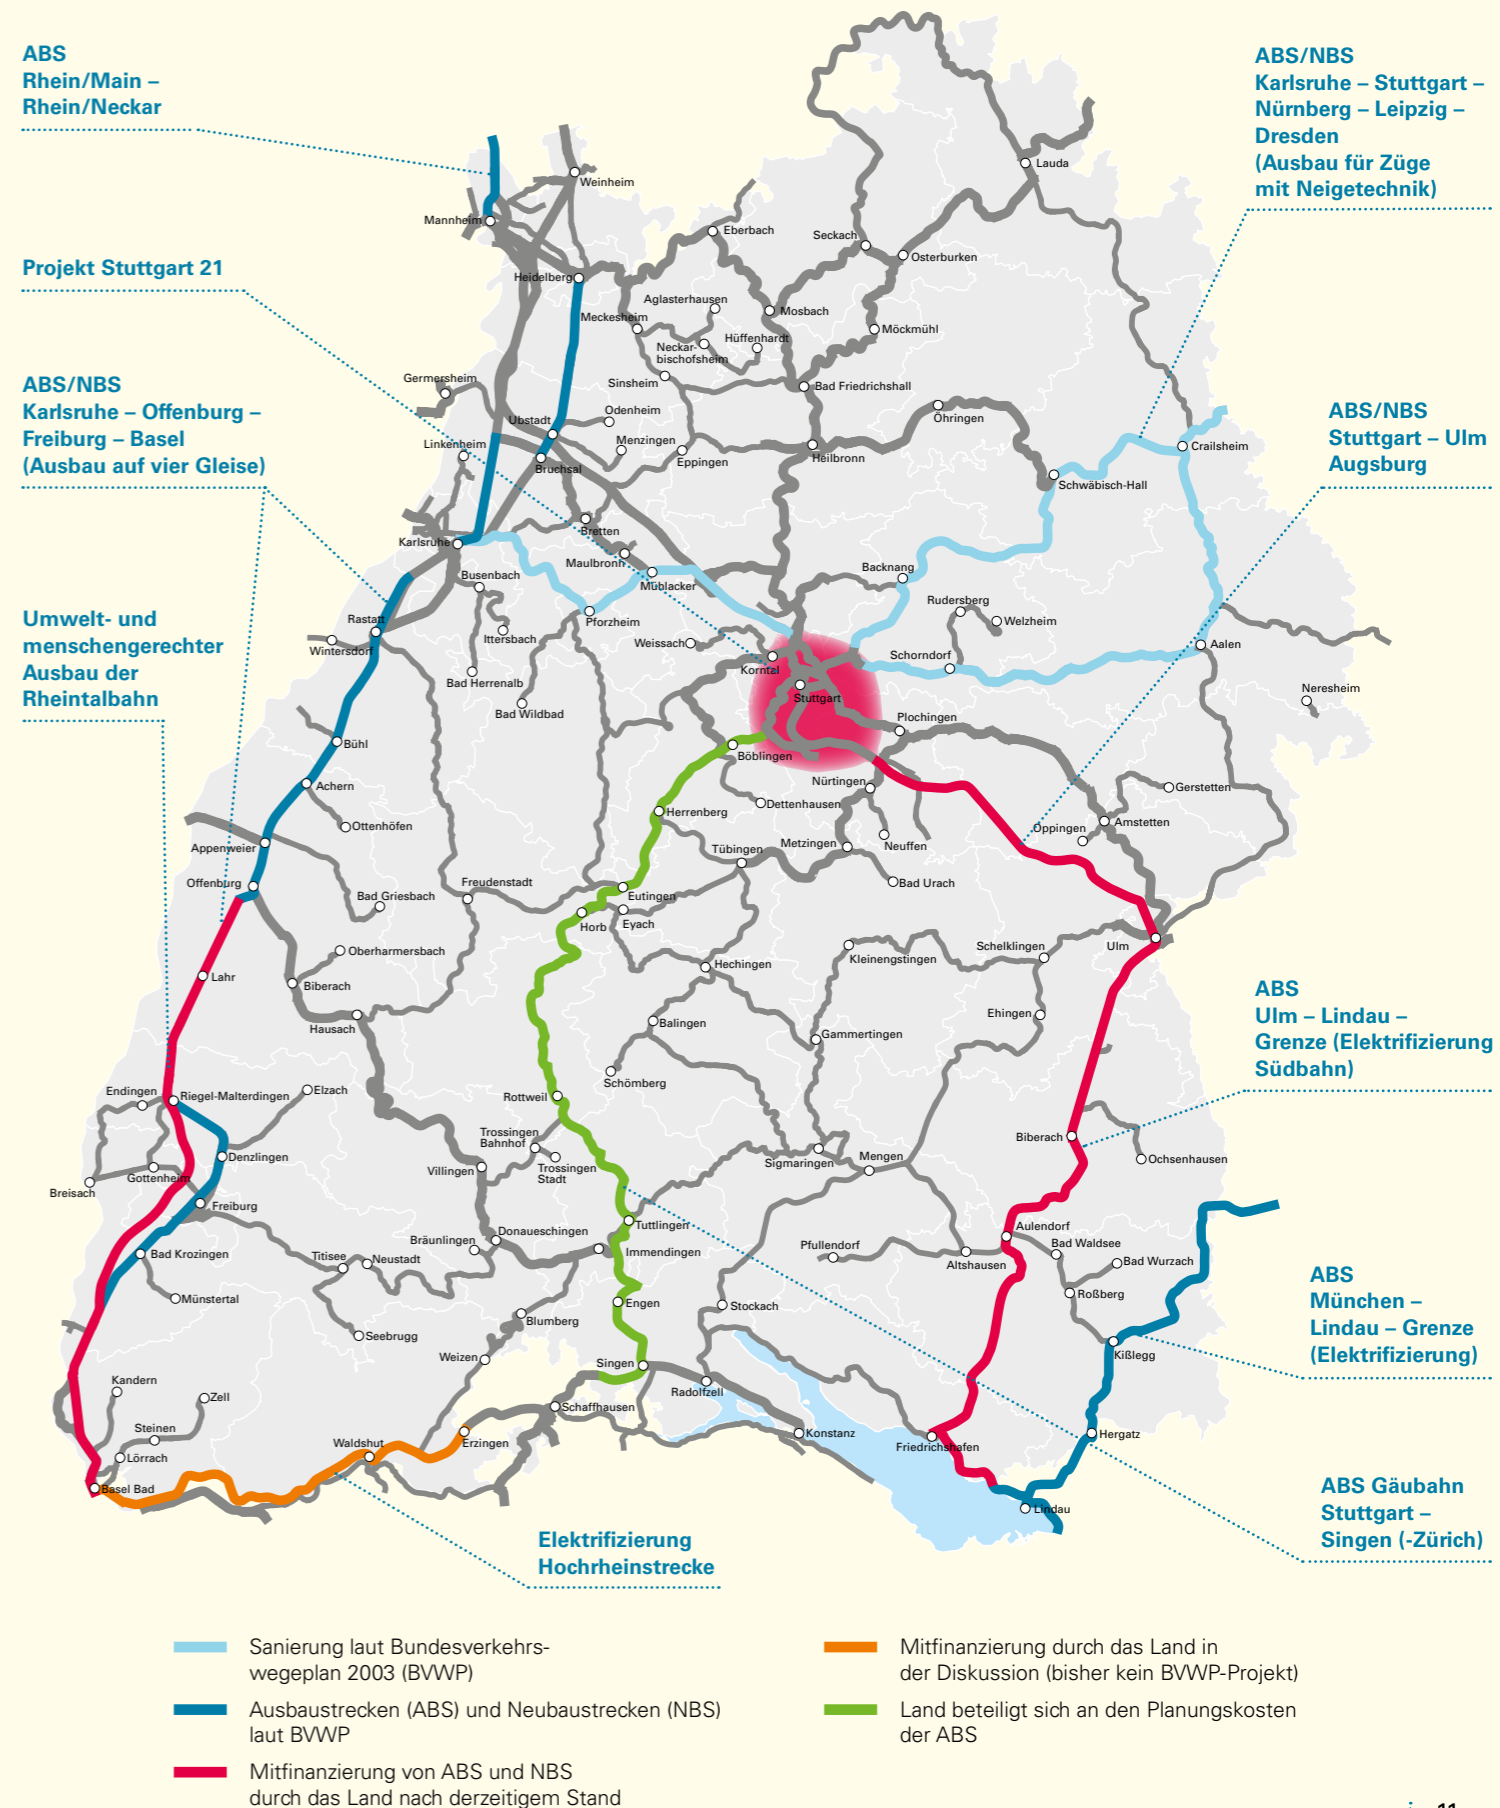 ABS
Rhein/Main –
Rhein/Neckar
Projekt Stuttgart 21
ABS/NBS
Karlsruhe – Offenburg –
Freiburg – Basel
(Ausbau auf vier Gleise)
Umwelt- und
menschengerechter
Ausbau der
Rheintalbahn
ABS/NBS
Karlsruhe – Stuttgart –
Nürnberg – Leipzig –
Dresden
(Ausbau für Züge
mit Neigetechnik)
ABS/NBS
Stuttgart – Ulm
Augsburg
ABS
Ulm – Lindau –
Grenze (Elektrifizierung
Südbahn)
ABS
München –
Lindau – Grenze
(Elektrifizierung)
ABS Gäubahn
Stuttgart –
Singen (-Zürich)
Elektrifizierung
Hochrheinstrecke
Lauda
Weinheim
Mannheim
Eberbach
Seckach
Osterburken
Heidelberg
Aglasterhausen
Mosbach
Meckesheim
Möckmühl
Neckar-
bischofsheim
Hüffenhardt
Germersheim
Sinsheim
Bad Friedrichshall
Odenheim
Öhringen
Ubstadt
Linkenheim
Menzingen
Eppingen
Heilbronn
Crailsheim
Bruchsal
Schwäbisch-Hall
Bretten
Karlsruhe
Maulbronn
Busenbach
Mühlacker
Backnang
Rudersberg
Rastatt
Pforzheim
Welzheim
Wintersdorf
Ittersbach
Weissach
Schorndorf
Aalen
Korntal
Bad Herrenalb
Neresheim
Stuttgart
Bad Wildbad
Plochingen
Bühl
Böblingen
Nürtingen
Achern
Gerstetten
Herrenberg
Dettenhausen
Ottenhöfen
Amstetten
Oppingen
Appenweier
Tübingen
Metzingen
Neuffen
Offenburg
Freudenstadt
Bad Urach
Bad Griesbach
Eutingen
Horb
Eyach
Oberharmersbach
Kleinengstingen
Schelklingen
Ulm
Lahr
Hechingen
Biberach
Ehingen
Hausach
Balingen
Gammertingen
Schömberg
Endingen
Riegel-Malterdingen
Elzach
Rottweil
Trossingen
Bahnhof
Biberach
Denzlingen
Sigmaringen
Mengen
Ochsenhausen
Villingen
Trossingen
Stadt
Gottenheim
Breisach
Freiburg
Tuttlingen
Aulendorf
Donaueschingen
Bräunlingen
Bad Krozingen
Titisee
Neustadt
Immendingen
Pfullendorf
Altshausen
Bad Waldsee
Bad Wurzach
Münstertal
Roßberg
Engen
Stockach
Blumberg
Seebrugg
Weizen
Singen
Kißlegg
Kandern
Radolfzell
Zell
Schaffhausen
Steinen
Konstanz
Hergatz
Waldshut
Erzingen
Friedrichshafen
Lörrach
Basel Bad
Lindau
Sanierung laut Bundesverkehrs-
wegeplan 2003 (BVWP)
Ausbaustrecken (ABS) und Neubaustrecken (NBS)
laut BVWP
Mitfinanzierung von ABS und NBS
durch das Land nach derzeitigem Stand
Mitfinanzierung durch das Land in
der Diskussion (bisher kein BVWP-Projekt)
Land beteiligt sich an den Planungskosten
der ABS